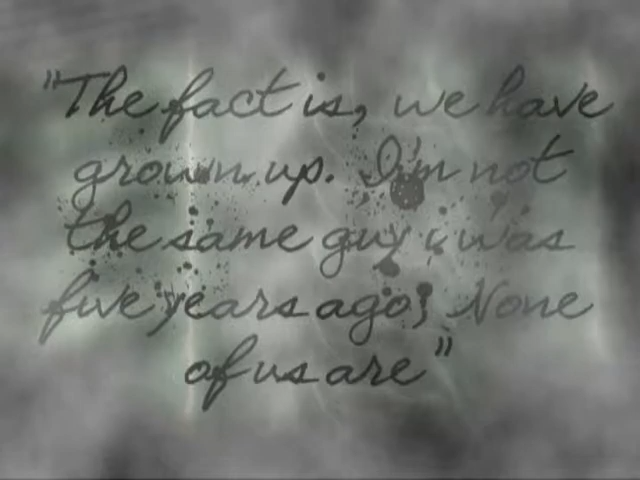 "The fact is, we have
grown up. I'm not
the same guy i was
five years ago; None
of us are"